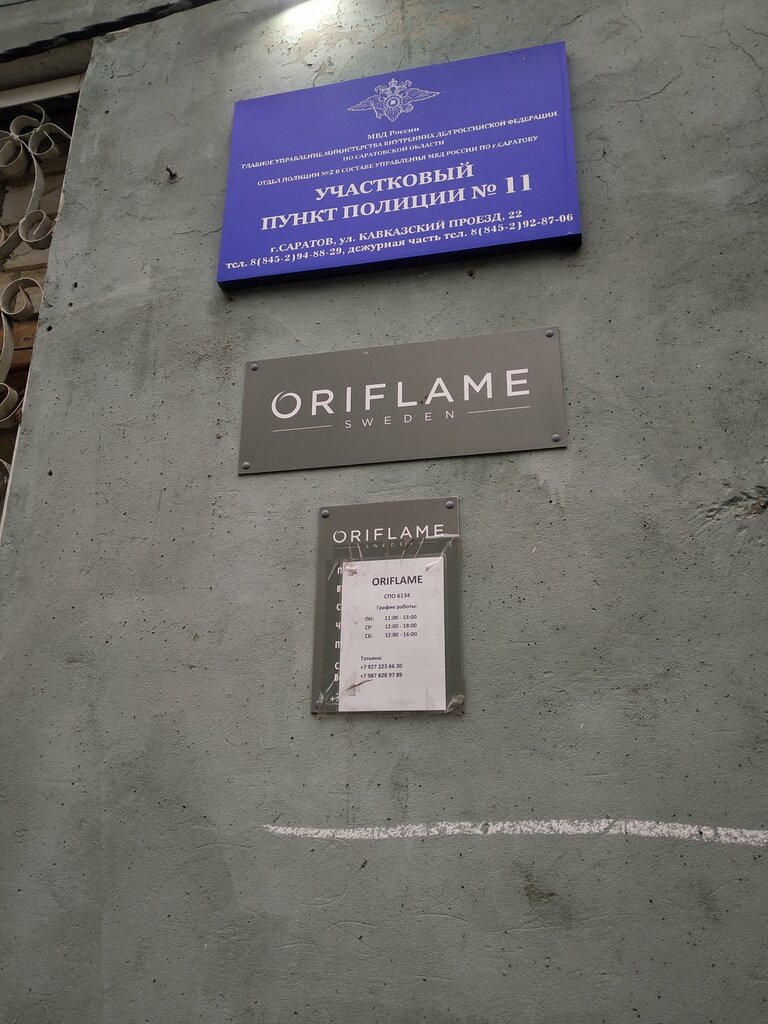 МВД России
ГЛАВНОЕ УПРАВЛЕНИЕ МИНИСТЕРСТВА ВНУТРЕННИХ ДЕЛ РОССИЙСКОЙ ФЕДЕРАЦИИ
ПО САРАТОВСКОЙ ОБЛАСТИ
ОТДЕЛ ПОЛИЦИИ №2 В СОСТАВЕ УПРАВЛЕНИЯ МВД РОССИИ ПО г.САРАТОВУ
УЧАСТКОВЫЙ
ПУНКТ ПОЛИЦИИ № 11
г.САРАТОВ, ул. КАВКАЗСКИЙ ПРОЕЗД, 22
тел. 8(845-2)94-88-29, дежурная часть тел. 8(845-2)92-87-06
ORIFLAME
SWEDEN
ORIFLAME
SWEDEN
ORIFLAME
СПО 6134
График работы:
ПН: 11:00 - 13:00
СР: 12:00 - 18:00
СБ: 12:00 - 16:00
Татьяна:
+7 927 223 66 20
+7 987 828 97 89